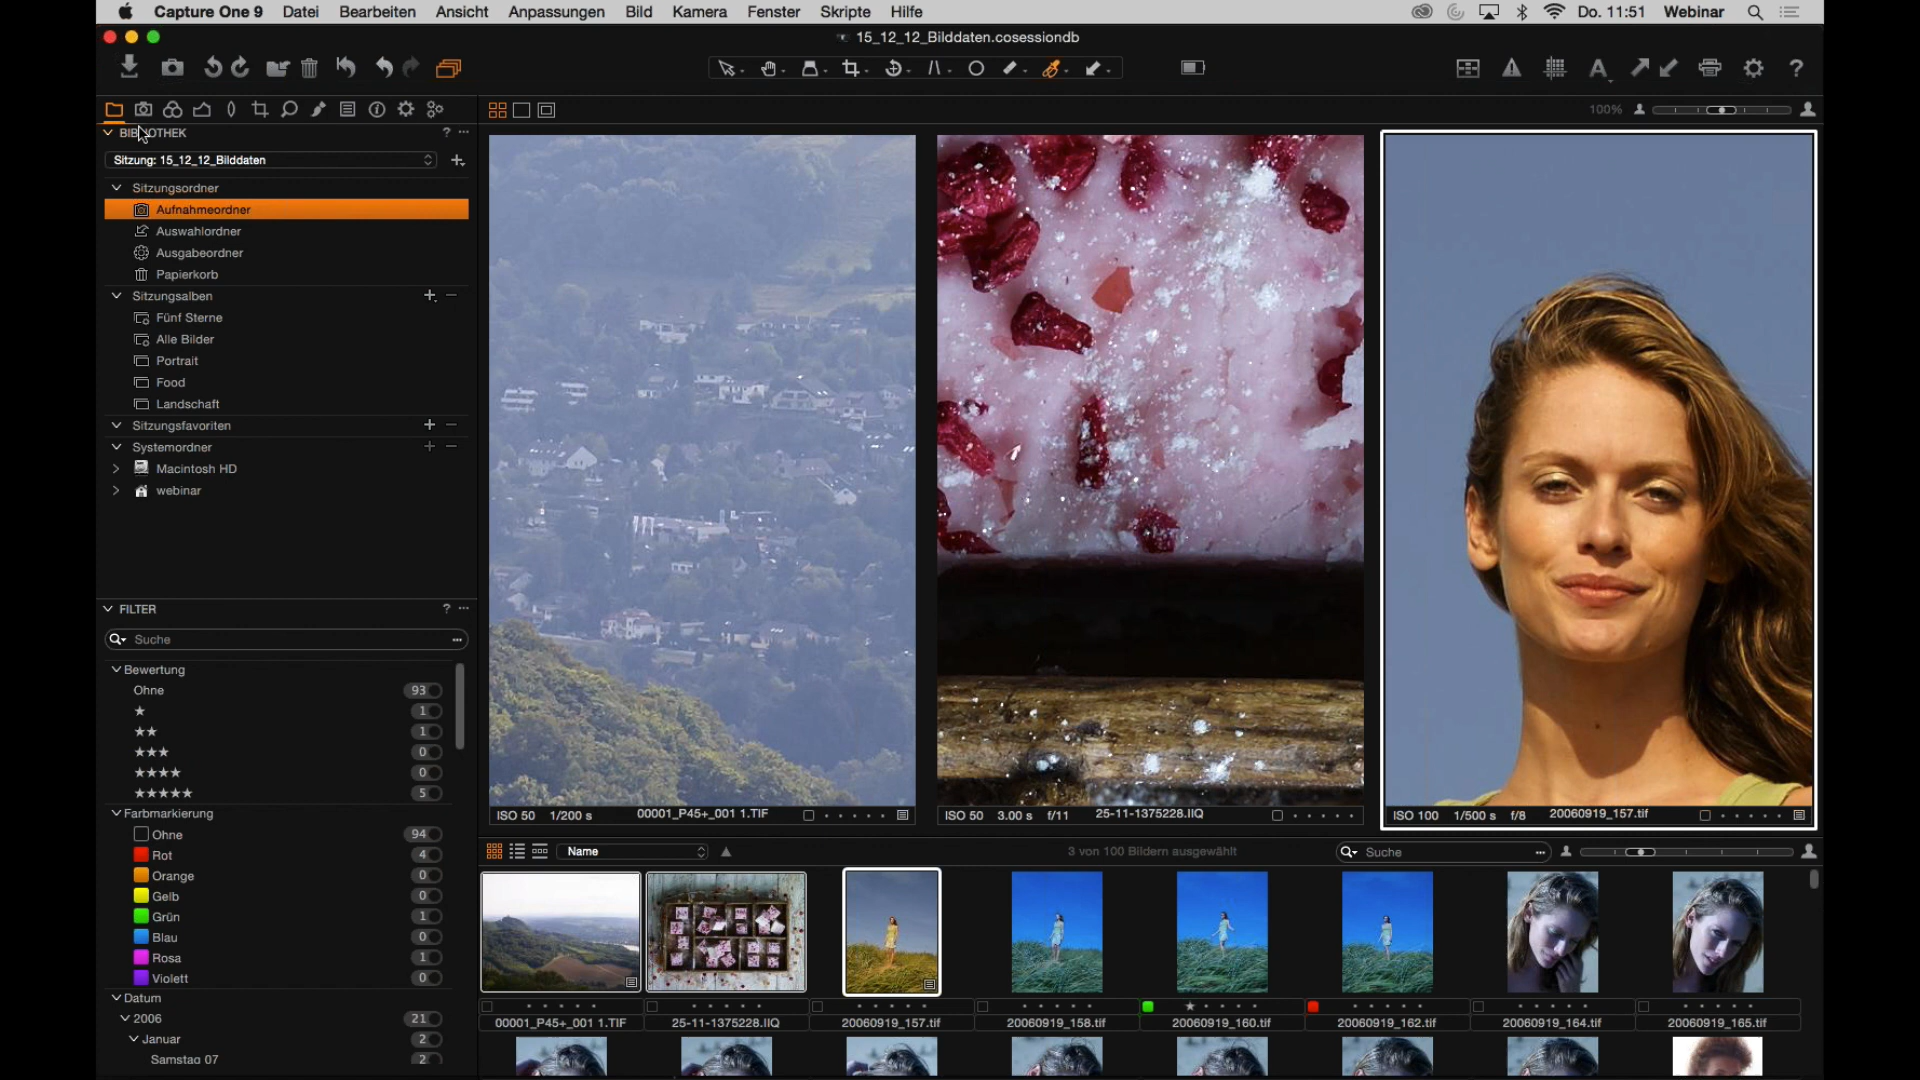 Capture One 9 Datei Bearbeiten Ansicht Anpassungen Bild Kamera Fenster Skripte Hilfe Do. 11:51 Webinar
15_12_12_Bilddaten.cosessiondb
BIBLIOTHEK ?
100%
Sitzung: 15_12_12_Bilddaten
Sitzungsordner
Aufnahmeordner
Auswahlordner
Ausgabeordner
Papierkorb
Sitzungsalben
Fünf Sterne
Alle Bilder
Portrait
Food
Landschaft
Sitzungsfavoriten
Systemordner
Macintosh HD
webinar
FILTER ?
Suche
Bewertung
Ohne 93
★ 1
★★ 1
★★★ 0
★★★★ 0
★★★★★ 5
Farbmarkierung
Ohne 94
Rot 4
Orange 0
Gelb 0
Grün 1
Blau 0
Rosa 1
Violett 0
Datum
2006 21
Januar 2
Samstag 07 2
ISO 50 1/200 s 00001_P45+_001 1.TIF
ISO 50 3.00 s f/11 25-11-1375228.IIQ
ISO 100 1/500 s f/8 20060919_157.tif
Name 3 von 100 Bildern ausgewählt Suche
00001_P45+_001 1.TIF 25-11-1375228.IIQ 20060919_157.tif 20060919_158.tif 20060919_160.tif 20060919_162.tif 20060919_164.tif 20060919_165.tif